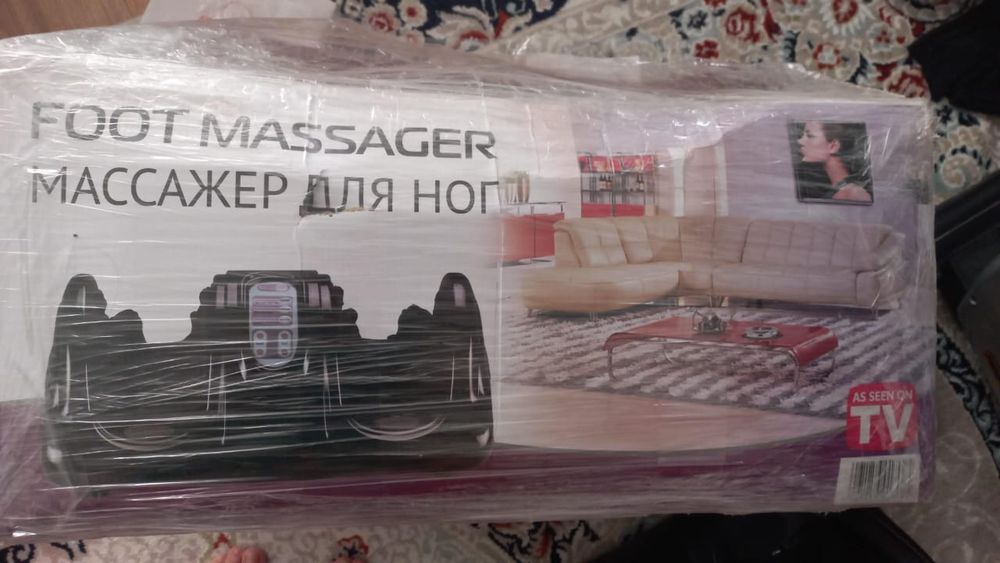 FOOT MASSAGER
МАССАЖЕР ДЛЯ НОГ
AS SEEN ON
TV